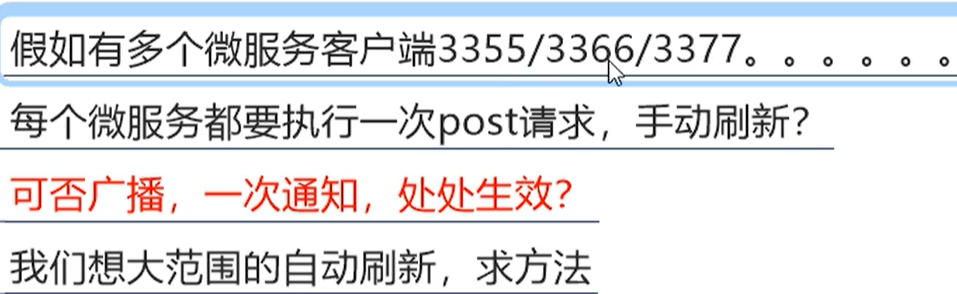 假如有多个微服务客户端3355/3366/3377。。。。。。
每个微服务都要执行一次post请求，手动刷新？
可否广播，一次通知，处处生效？
我们想大范围的自动刷新，求方法